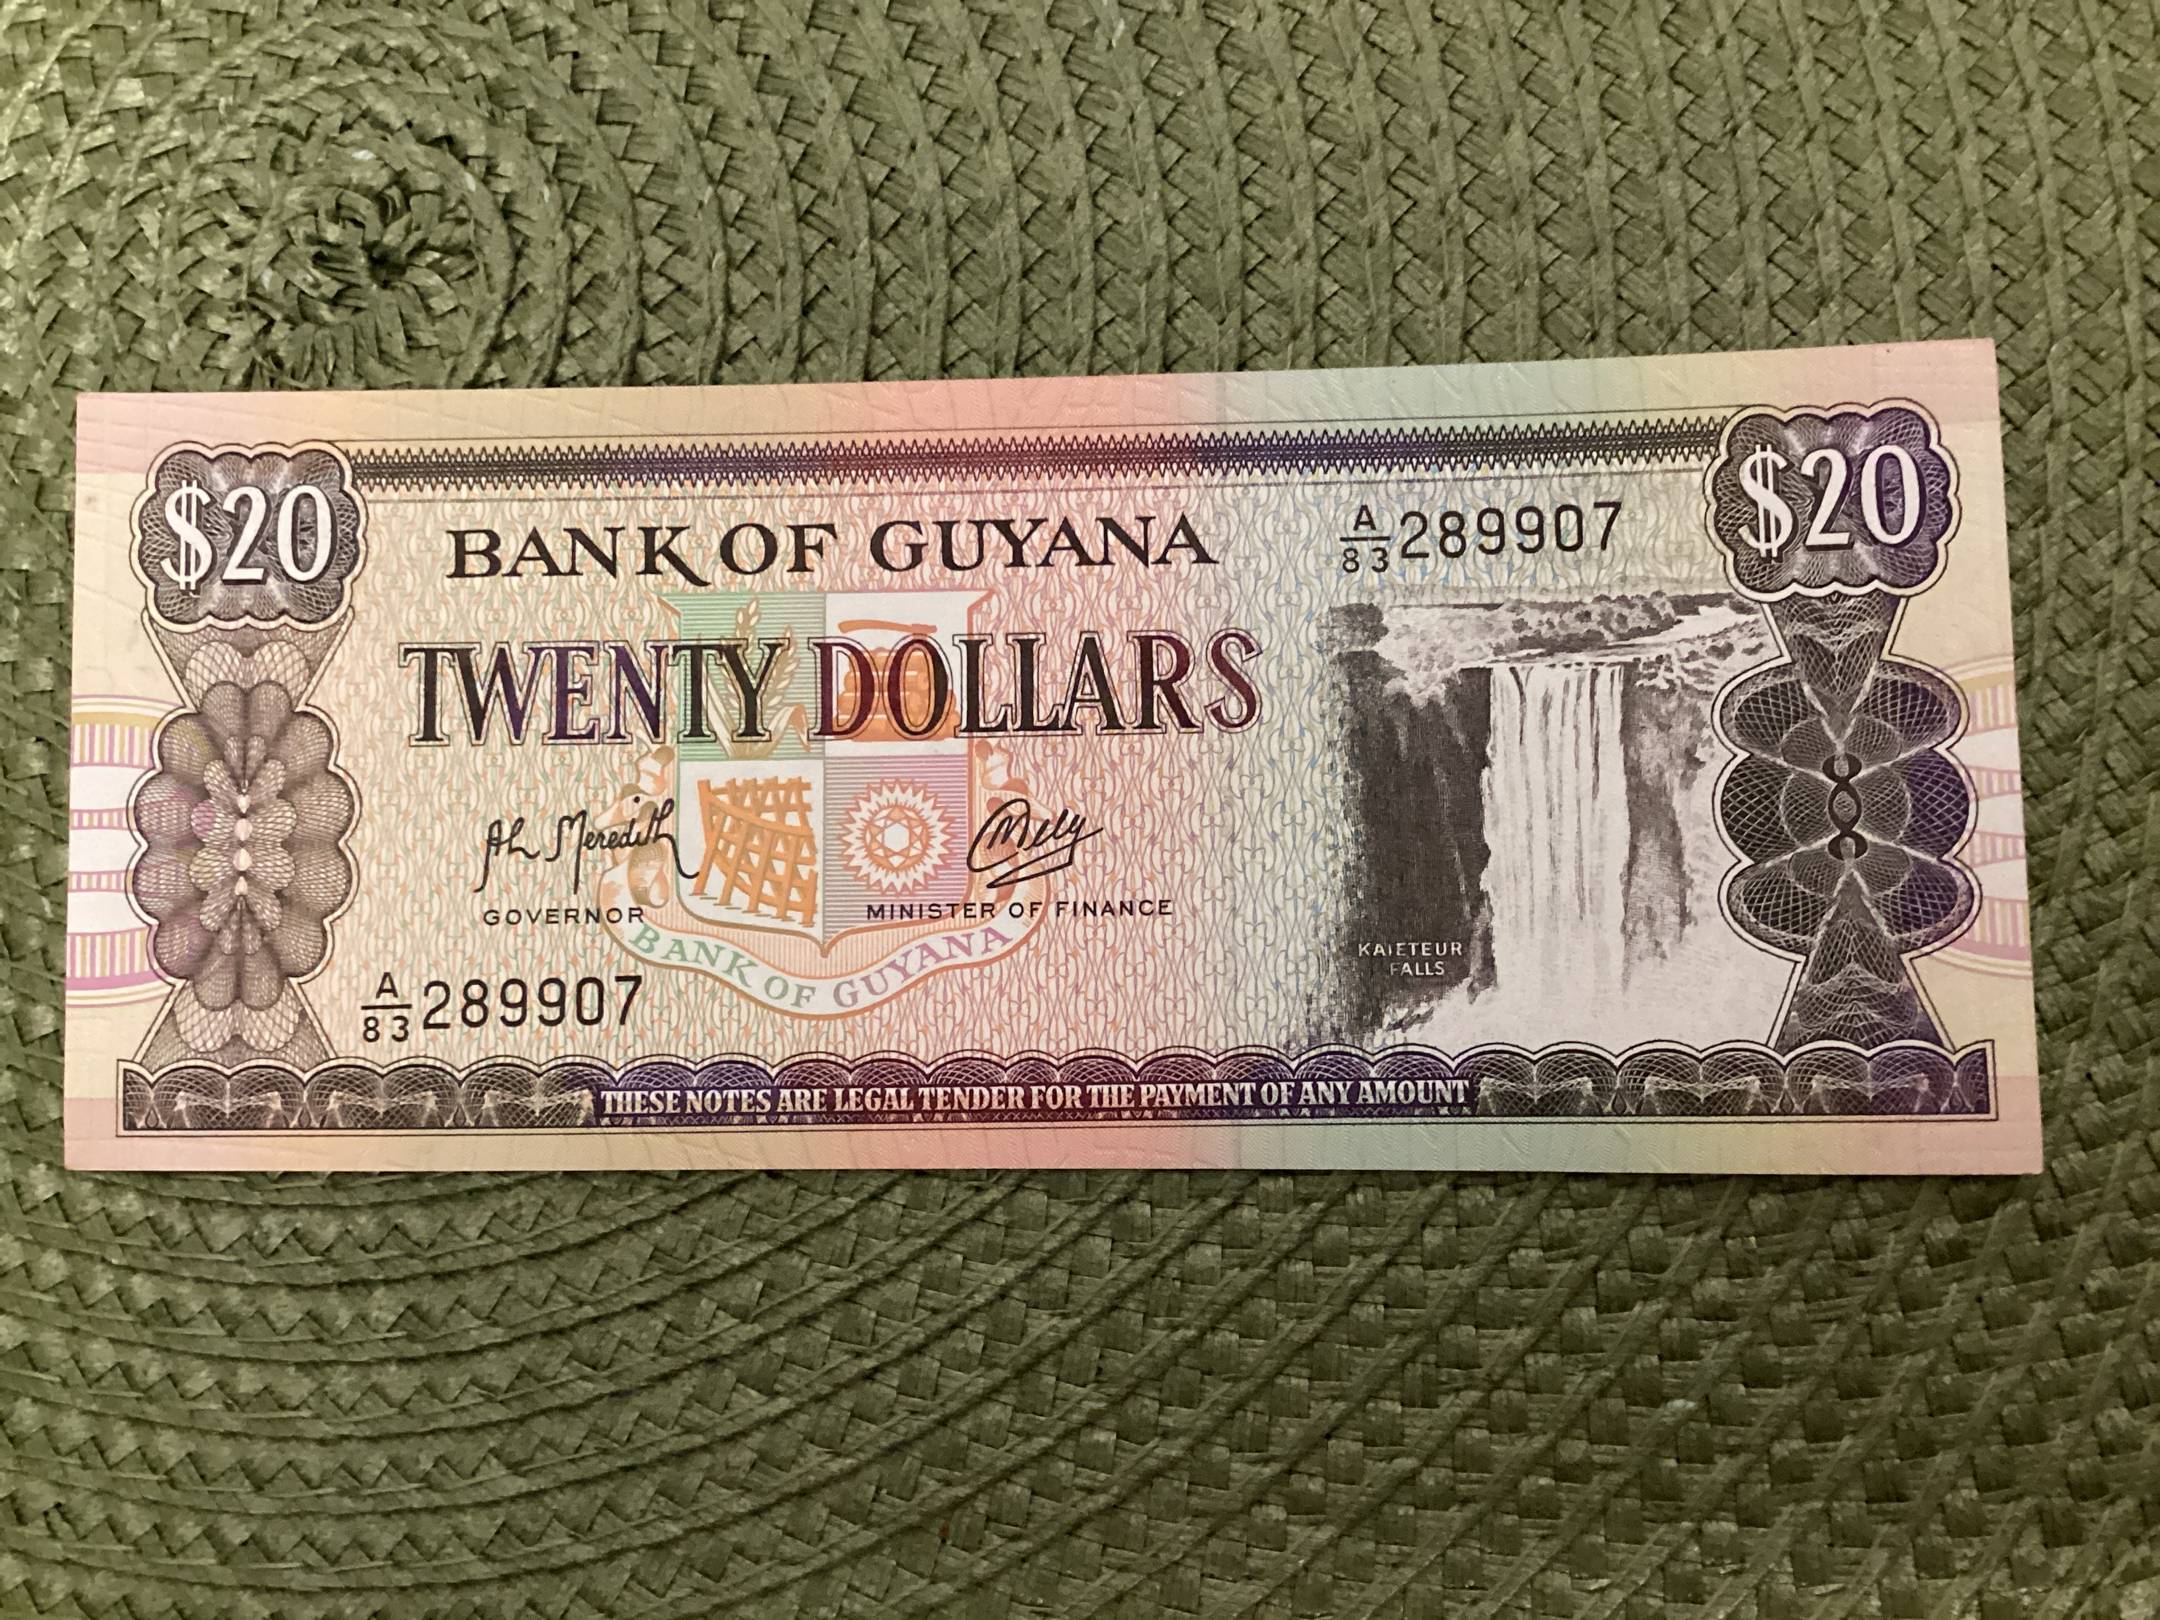 $20
$20
BANK OF GUYANA
A/83 289907
TWENTY DOLLARS
Meredith
GOVERNOR
MINISTER OF FINANCE
KAIETEUR
FALLS
BANK OF GUYANA
A/83 289907
THESE NOTES ARE LEGAL TENDER FOR THE PAYMENT OF ANY AMOUNT